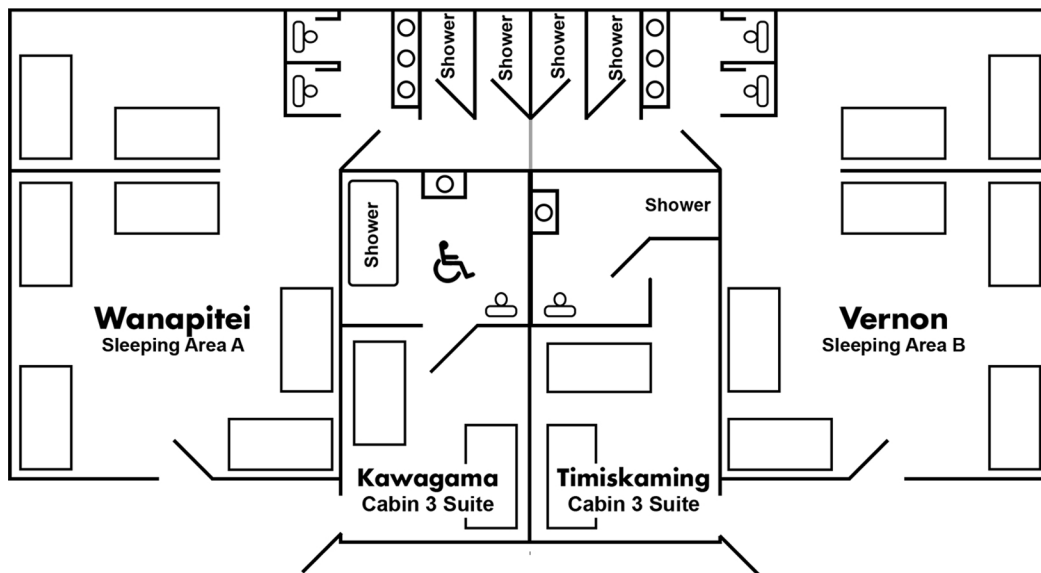 Shower
Shower
Shower
Shower
Shower
Shower
Wanapitei
Sleeping Area A
Vernon
Sleeping Area B
Kawagama
Cabin 3 Suite
Timiskaming
Cabin 3 Suite